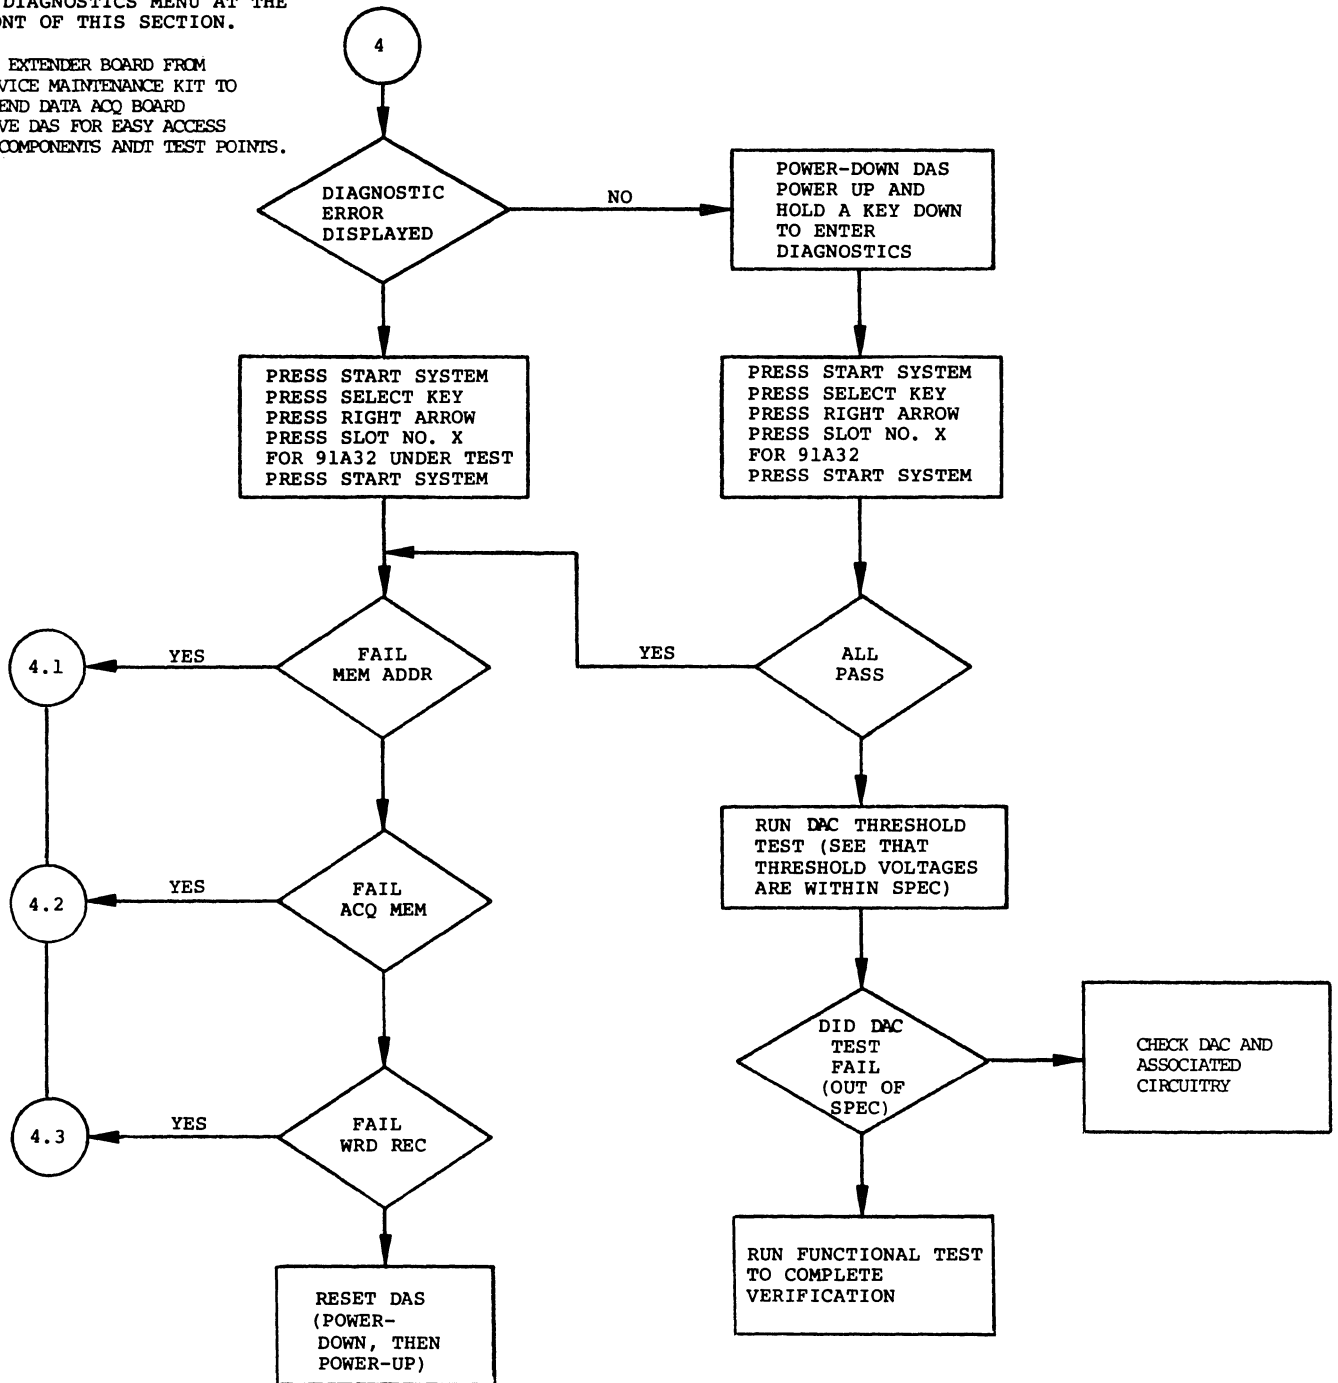 DIAGNOSTICS MENU AT THE
OF THIS SECTION.
EXTENDER BOARD FROM
MAINTENANCE KIT TO
DATA ACQ BOARD
DAS FOR EASY ACCESS
COMPONENTS ANDT TEST POINTS.
4
DIAGNOSTIC
ERROR
DISPLAYED
NO
POWER-DOWN DAS
POWER UP AND
HOLD A KEY DOWN
TO ENTER
DIAGNOSTICS
PRESS START SYSTEM
PRESS SELECT KEY
PRESS RIGHT ARROW
PRESS SLOT NO. X
FOR 91A32 UNDER TEST
PRESS START SYSTEM
PRESS START SYSTEM
PRESS SELECT KEY
PRESS RIGHT ARROW
PRESS SLOT NO. X
FOR 91A32
PRESS START SYSTEM
4.1
YES
FAIL
MEM ADDR
YES
ALL
PASS
RUN DAC THRESHOLD
TEST (SEE THAT
THRESHOLD VOLTAGES
ARE WITHIN SPEC)
4.2
YES
FAIL
ACQ MEM
DID DAC
TEST
FAIL
(OUT OF
SPEC)
CHECK DAC AND
ASSOCIATED
CIRCUITRY
4.3
YES
FAIL
WRD REC
RUN FUNCTIONAL TEST
TO COMPLETE
VERIFICATION
RESET DAS
(POWER-
DOWN, THEN
POWER-UP)